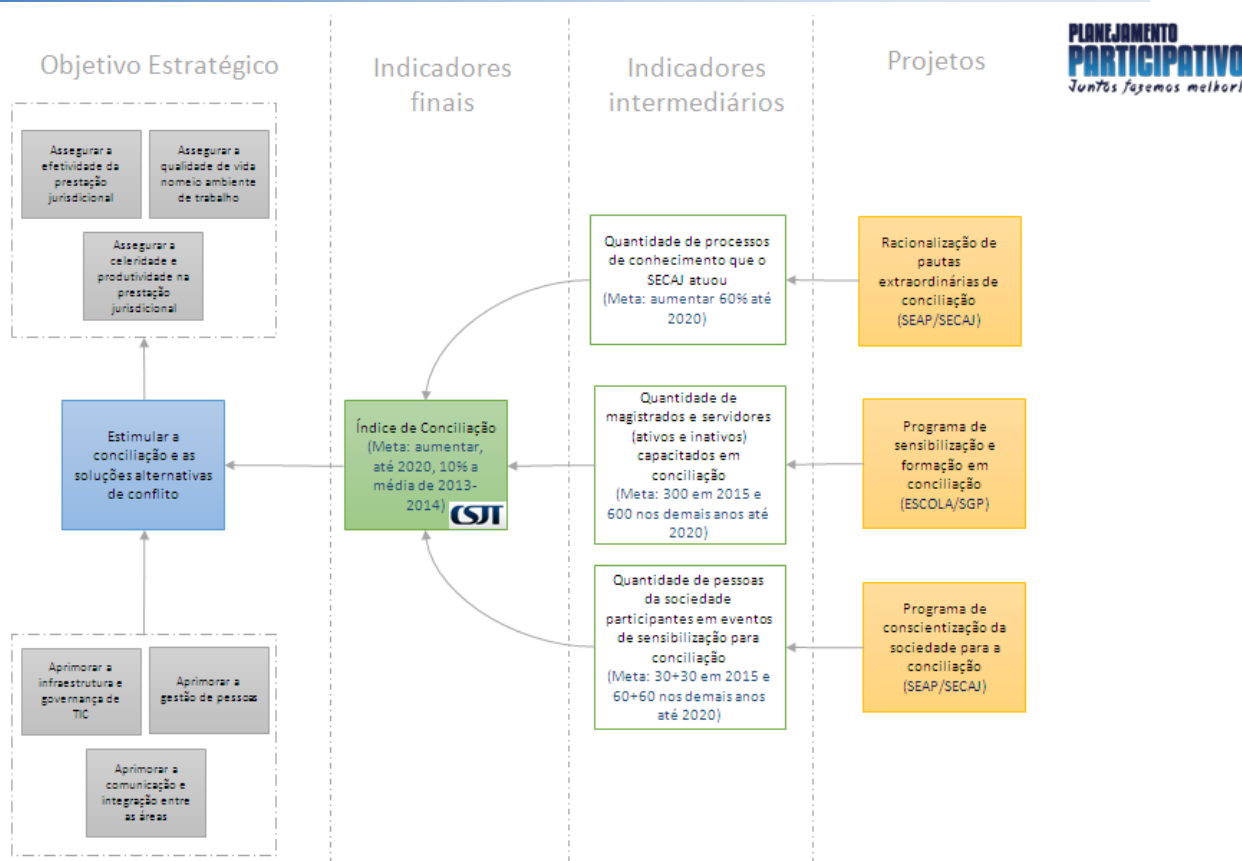 PLANEJAMENTO
PARTICIPATIVO
Juntos fazemos melhor!
Objetivo Estratégico
Indicadores
finais
Indicadores
intermediários
Projetos
Assegurar a
efetividade da
prestação
jurisdicional
Assegurar a
qualidade de vida
nomeio ambiente
de trabalho
Assegurar a
celeridade e
produtividade na
prestação
jurisdicional
Estimular a
conciliação e as
soluções alternativas
de conflito
Aprimorar a
infraestrutura e
governança de
TIC
Aprimorar a
gestão de pessoas
Aprimorar a
comunicação e
integração entre
as áreas
Índice de Conciliação
(Meta: aumentar,
até 2020, 10% a
média de 2013-
2014)
CSJT
Quantidade de processos
de conhecimento que o
SECAJ atuou
(Meta: aumentar 60% até
2020)
Quantidade de
magistrados e servidores
(ativos e inativos)
capacitados em
conciliação
(Meta: 300 em 2015 e
600 nos demais anos até
2020)
Quantidade de pessoas
da sociedade
participantes em eventos
de sensibilização para
conciliação
(Meta: 30+30 em 2015 e
60+60 nos demais anos
até 2020)
Racionalização de
pautas
extraordinárias de
conciliação
(SEAP/SECAJ)
Programa de
sensibilização e
formação em
conciliação
(ESCOLA/SGP)
Programa de
conscientização da
sociedade para a
conciliação
(SEAP/SECAJ)